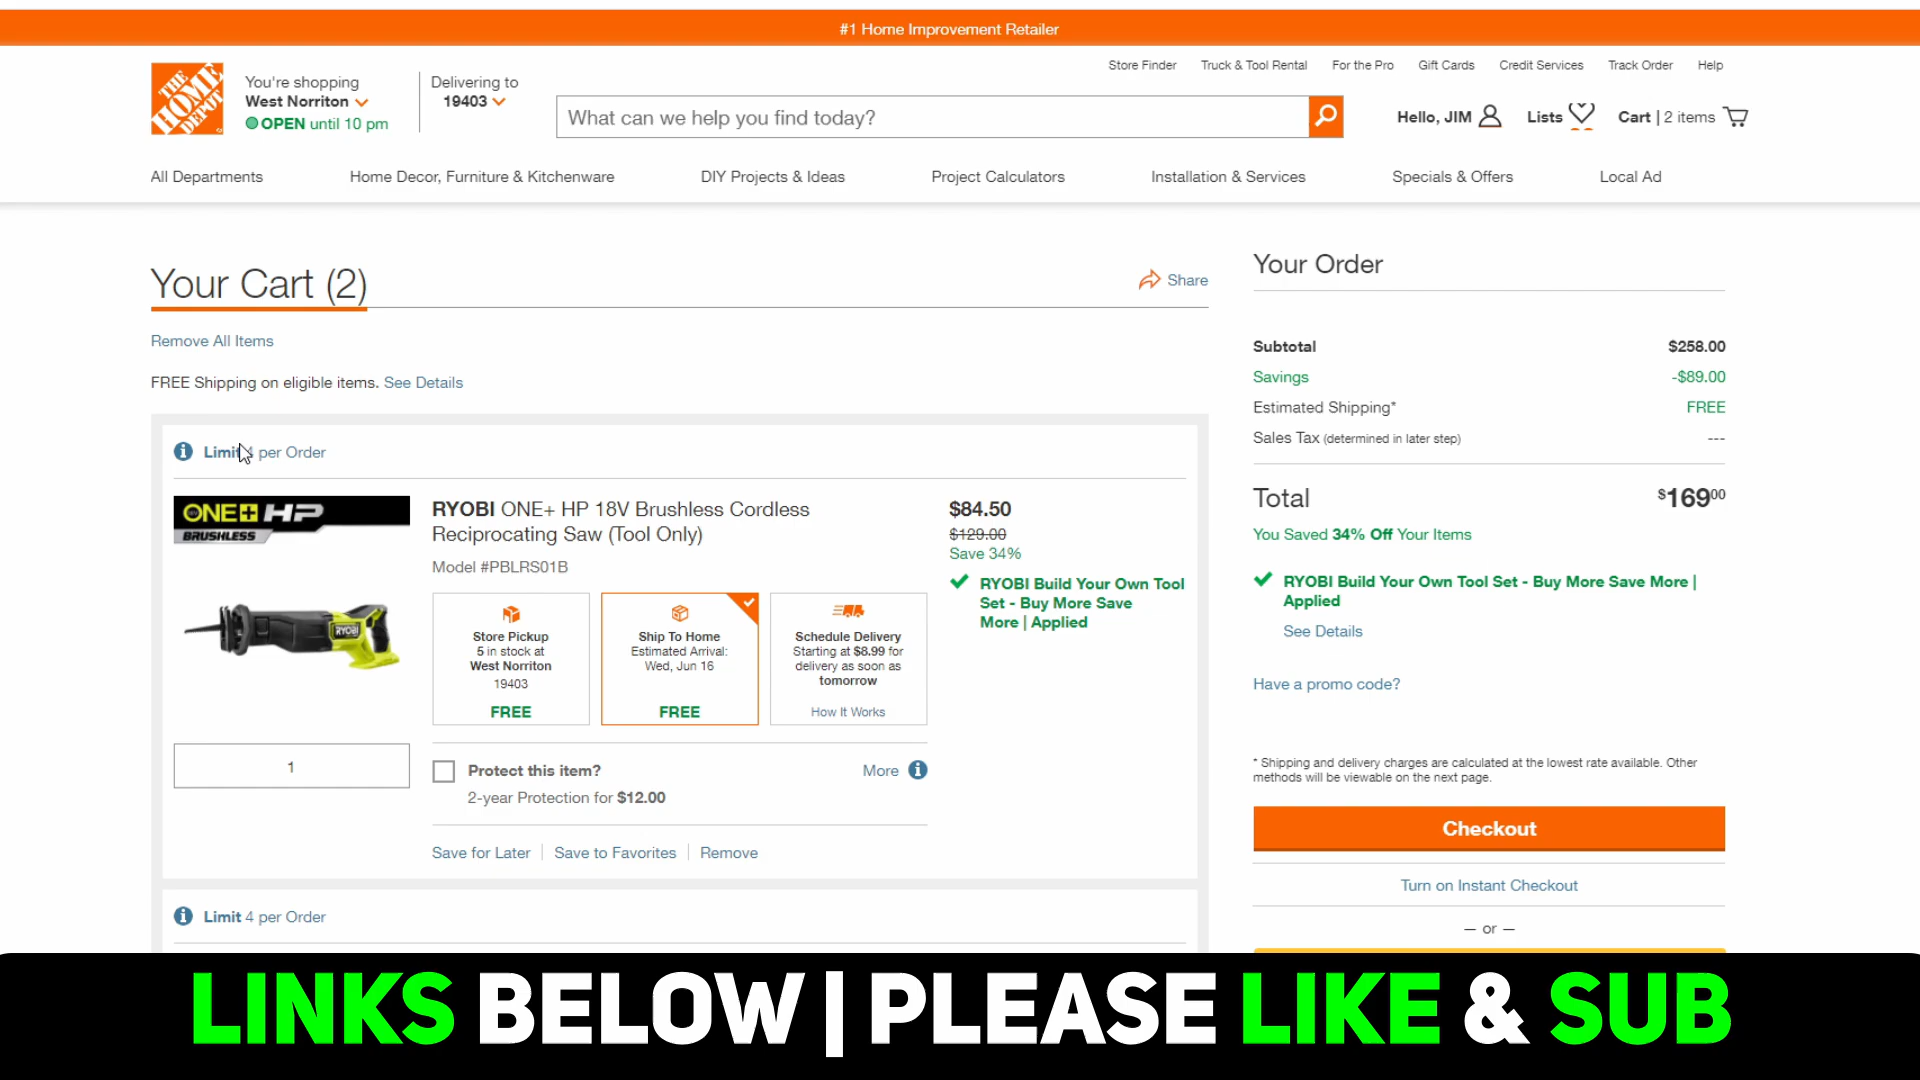 #1 Home Improvement Retailer
Store Finder
Truck & Tool Rental
For the Pro
Gift Cards
Credit Services
Track Order
Help
THE HOME DEPOT
You're shopping
West Norriton
OPEN until 10 pm
Delivering to
19403
What can we help you find today?
Hello, JIM
Lists
Cart | 2 items
All Departments
Home Decor, Furniture & Kitchenware
DIY Projects & Ideas
Project Calculators
Installation & Services
Specials & Offers
Local Ad
Your Cart (2)
Share
Remove All Items
FREE Shipping on eligible items. See Details
Limit per Order
ONE+ HP
BRUSHLESS
RYOBI
RYOBI ONE+ HP 18V Brushless Cordless
Reciprocating Saw (Tool Only)
Model #PBLRS01B
$84.50
$129.00
Save 34%
RYOBI Build Your Own Tool
Set - Buy More Save
More | Applied
Store Pickup
5 in stock at
West Norriton
19403
FREE
Ship To Home
Estimated Arrival:
Wed, Jun 16
FREE
Schedule Delivery
Starting at $8.99 for
delivery as soon as
tomorrow
How It Works
1
Protect this item?
More
2-year Protection for $12.00
Save for Later
Save to Favorites
Remove
Limit 4 per Order
Your Order
Subtotal $258.00
Savings -$89.00
Estimated Shipping* FREE
Sales Tax (determined in later step) ---
Total $16900
You Saved 34% Off Your Items
RYOBI Build Your Own Tool Set - Buy More Save More |
Applied
See Details
Have a promo code?
* Shipping and delivery charges are calculated at the lowest rate available. Other
methods will be viewable on the next page.
Checkout
Turn on Instant Checkout
— or —
LINKS BELOW | PLEASE LIKE & SUB